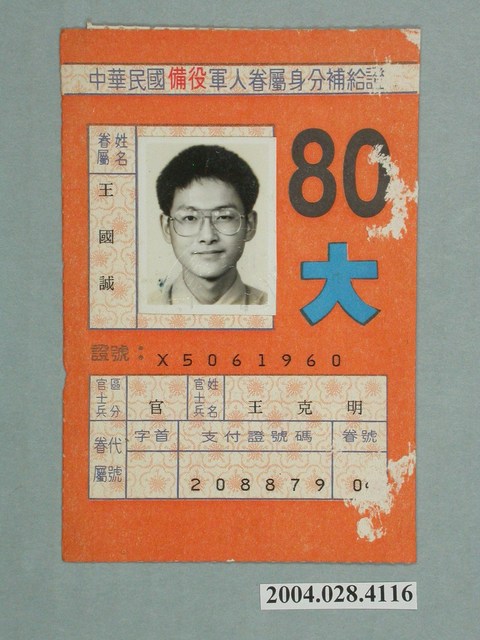 中華民國備役軍人眷屬身分補給證
眷屬姓名
王國誠
80
大
證號：X5061960
官士兵區分 官 官士兵姓名 王克明
眷屬代號 字首 支付證號碼 眷號
208879 0
2004.028.4116